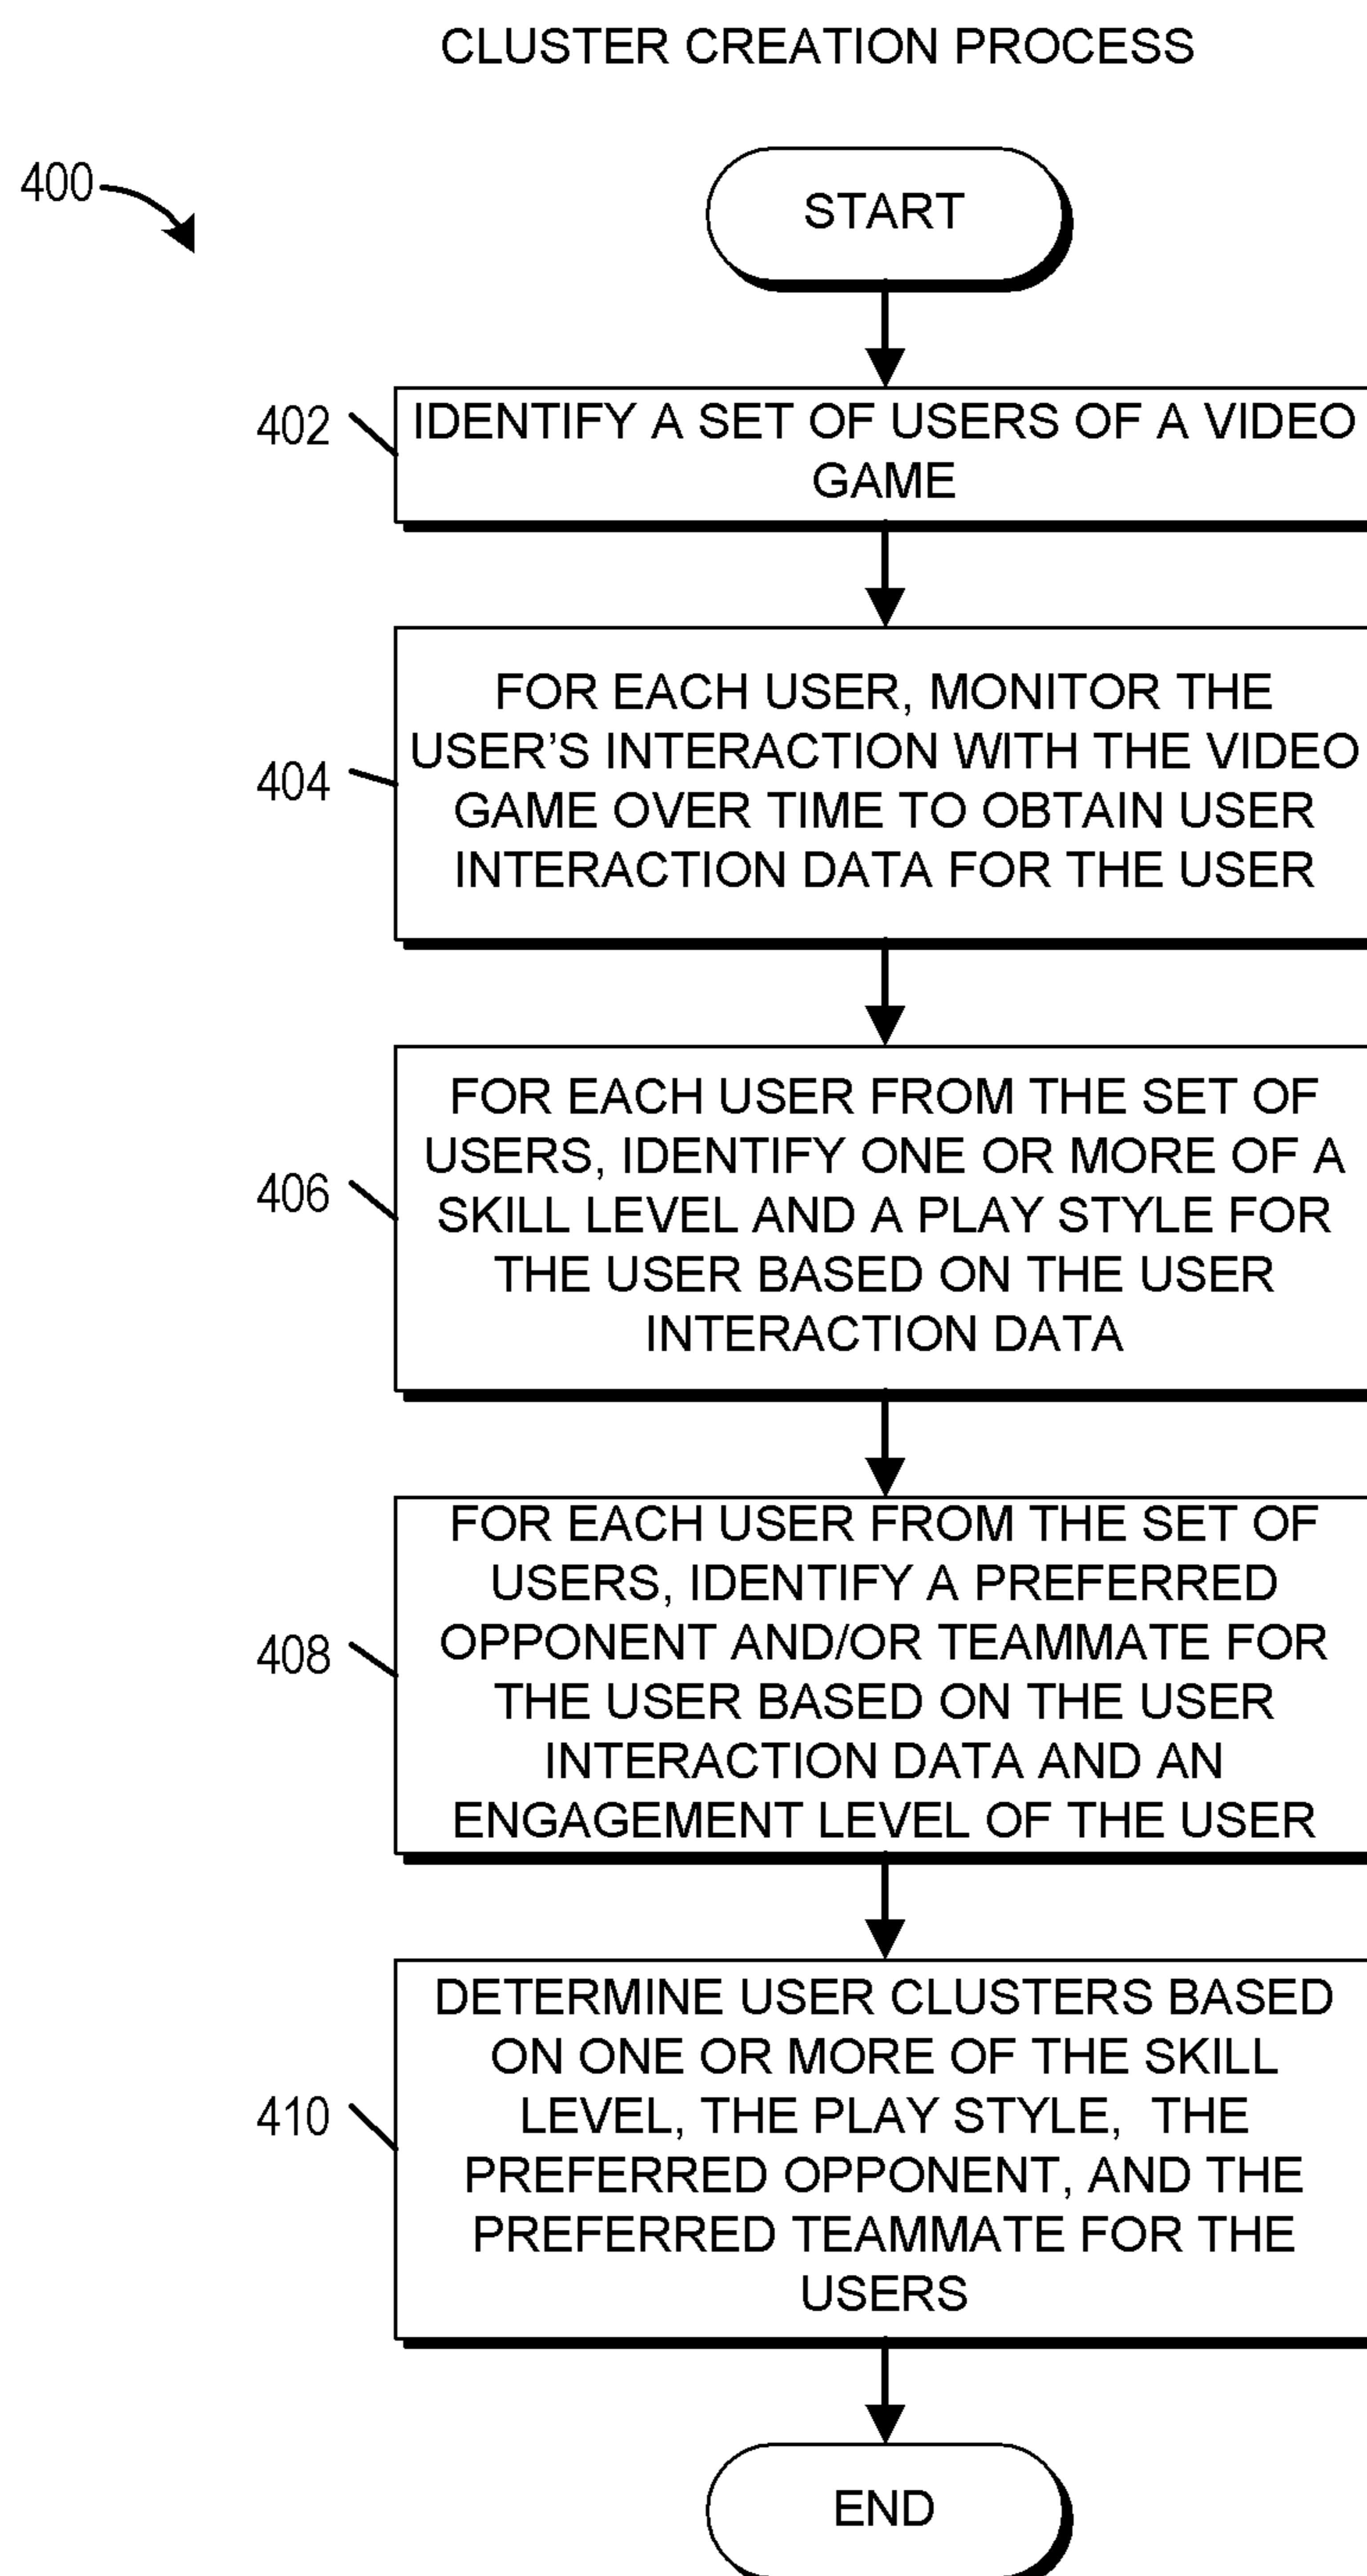 CLUSTER CREATION PROCESS
400
START
402
IDENTIFY A SET OF USERS OF A VIDEO
GAME
404
FOR EACH USER, MONITOR THE
USER’S INTERACTION WITH THE VIDEO
GAME OVER TIME TO OBTAIN USER
INTERACTION DATA FOR THE USER
406
FOR EACH USER FROM THE SET OF
USERS, IDENTIFY ONE OR MORE OF A
SKILL LEVEL AND A PLAY STYLE FOR
THE USER BASED ON THE USER
INTERACTION DATA
408
FOR EACH USER FROM THE SET OF
USERS, IDENTIFY A PREFERRED
OPPONENT AND/OR TEAMMATE FOR
THE USER BASED ON THE USER
INTERACTION DATA AND AN
ENGAGEMENT LEVEL OF THE USER
410
DETERMINE USER CLUSTERS BASED
ON ONE OR MORE OF THE SKILL
LEVEL, THE PLAY STYLE,  THE
PREFERRED OPPONENT, AND THE
PREFERRED TEAMMATE FOR THE
USERS
END